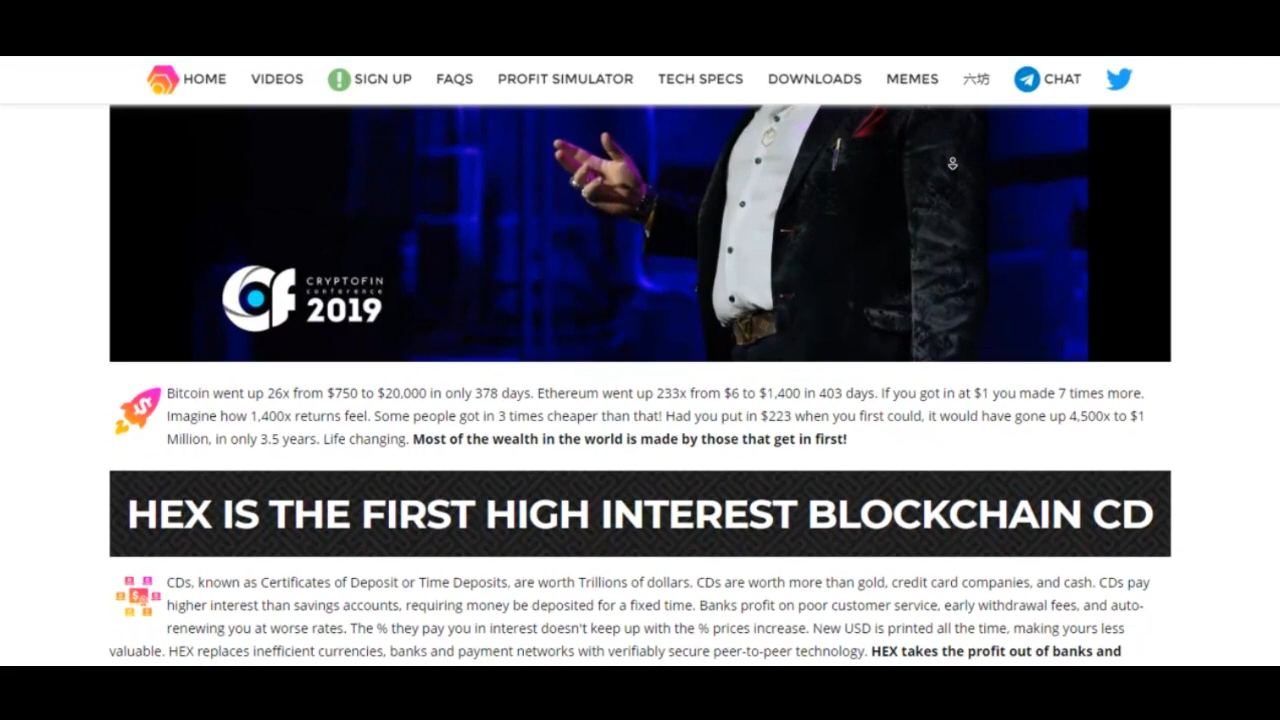 HOME VIDEOS SIGN UP FAQS PROFIT SIMULATOR TECH SPECS DOWNLOADS MEMES 六坊 CHAT
CRYPTOFIN
conference
2019
Bitcoin went up 26x from $750 to $20,000 in only 378 days. Ethereum went up 233x from $6 to $1,400 in 403 days. If you got in at $1 you made 7 times more.
Imagine how 1,400x returns feel. Some people got in 3 times cheaper than that! Had you put in $223 when you first could, it would have gone up 4,500x to $1
Million, in only 3.5 years. Life changing. Most of the wealth in the world is made by those that get in first!
HEX IS THE FIRST HIGH INTEREST BLOCKCHAIN CD
CDs, known as Certificates of Deposit or Time Deposits, are worth Trillions of dollars. CDs are worth more than gold, credit card companies, and cash. CDs pay
higher interest than savings accounts, requiring money be deposited for a fixed time. Banks profit on poor customer service, early withdrawal fees, and auto-
renewing you at worse rates. The % they pay you in interest doesn't keep up with the % prices increase. New USD is printed all the time, making yours less
valuable. HEX replaces inefficient currencies, banks and payment networks with verifiably secure peer-to-peer technology. HEX takes the profit out of banks and